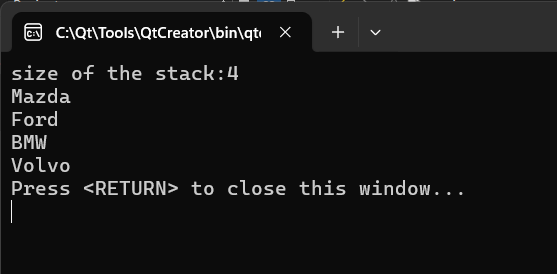 C:\Qt\Tools\QtCreator\bin\qt
size of the stack:4
Mazda
Ford
BMW
Volvo
Press <RETURN> to close this window...